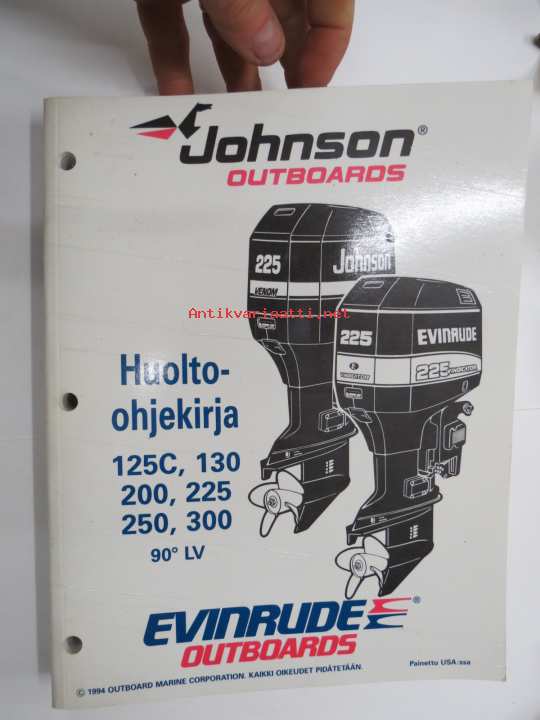 Johnson®
OUTBOARDS
225
Johnson
VENOM
Antikvariaatti.net
225
EVINRUDE
225
Huolto-
ohjekirja
125C, 130
200, 225
250, 300
90° LV
EVINRUDE®
OUTBOARDS
© 1994 OUTBOARD MARINE CORPORATION. KAIKKI OIKEUDET PIDÄTETÄÄN.
Painettu USA:ssa